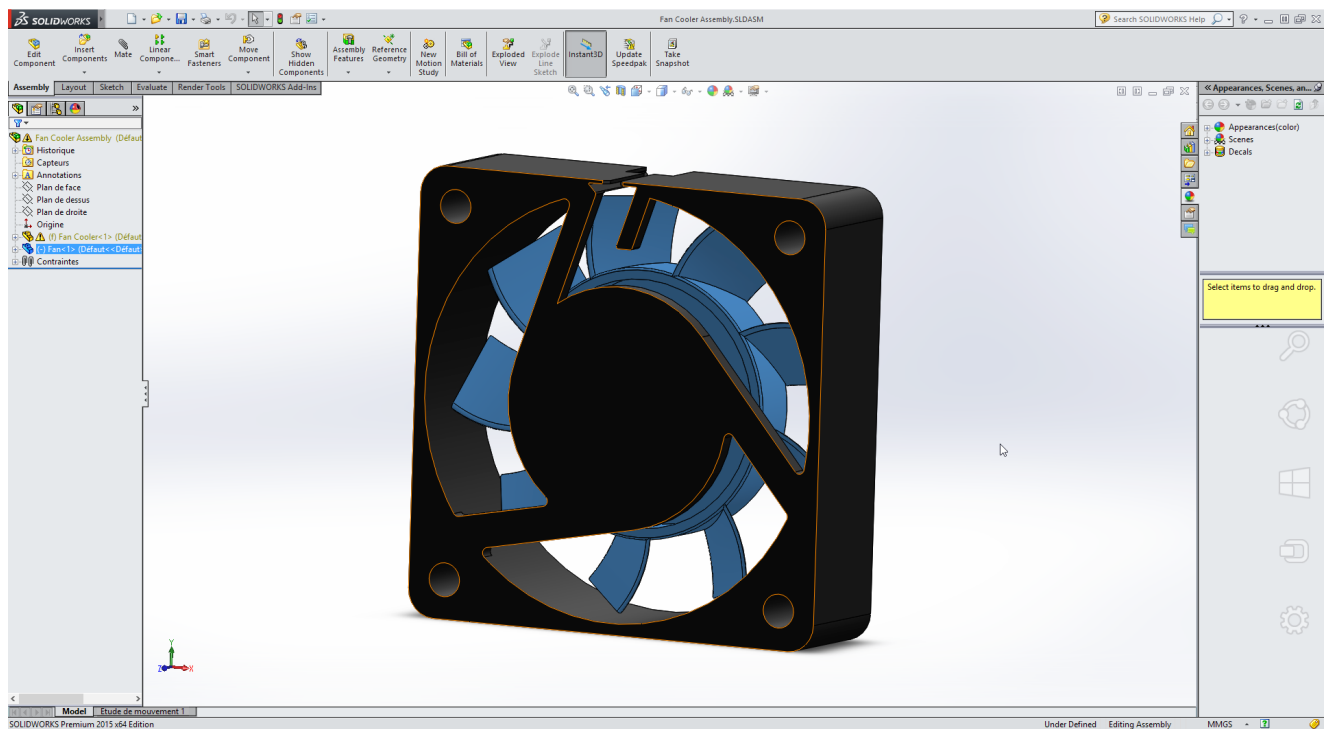 SOLIDWORKS
Fan Cooler Assembly.SLDASM
Search SOLIDWORKS Help
Edit Component
Insert Components
Mate
Linear Compone...
Smart Fasteners
Move Component
Show Hidden Components
Assembly Features
Reference Geometry
New Motion Study
Bill of Materials
Exploded View
Explode Line Sketch
Instant3D
Update Speedpak
Take Snapshot
Assembly Layout Sketch Evaluate Render Tools SOLIDWORKS Add-Ins
Appearances, Scenes, an...
Fan Cooler Assembly (Défaut
Historique
Capteurs
Annotations
Plan de face
Plan de dessus
Plan de droite
Origine
(f) Fan Cooler<1> (Défaut
(-) Fan<1> (Défaut<<Défaut
Contraintes
Appearances(color)
Scenes
Decals
Select items to drag and drop.
Y
Z X
Model Etude de mouvement 1
SOLIDWORKS Premium 2015 x64 Edition
Under Defined Editing Assembly MMGS